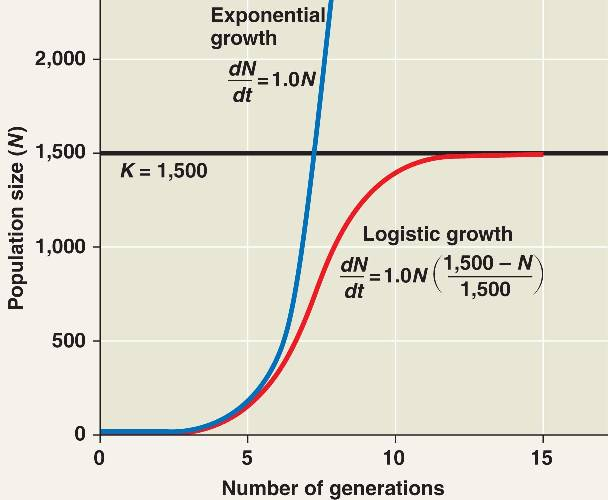 Exponential
growth
dN
dt
=1.0N
2,000
1,500
K = 1,500
1,000
500
0
Population size (N)
Logistic growth
dN
dt
=1.0N
(
1,500 – N
1,500
)
0
5
10
15
Number of generations